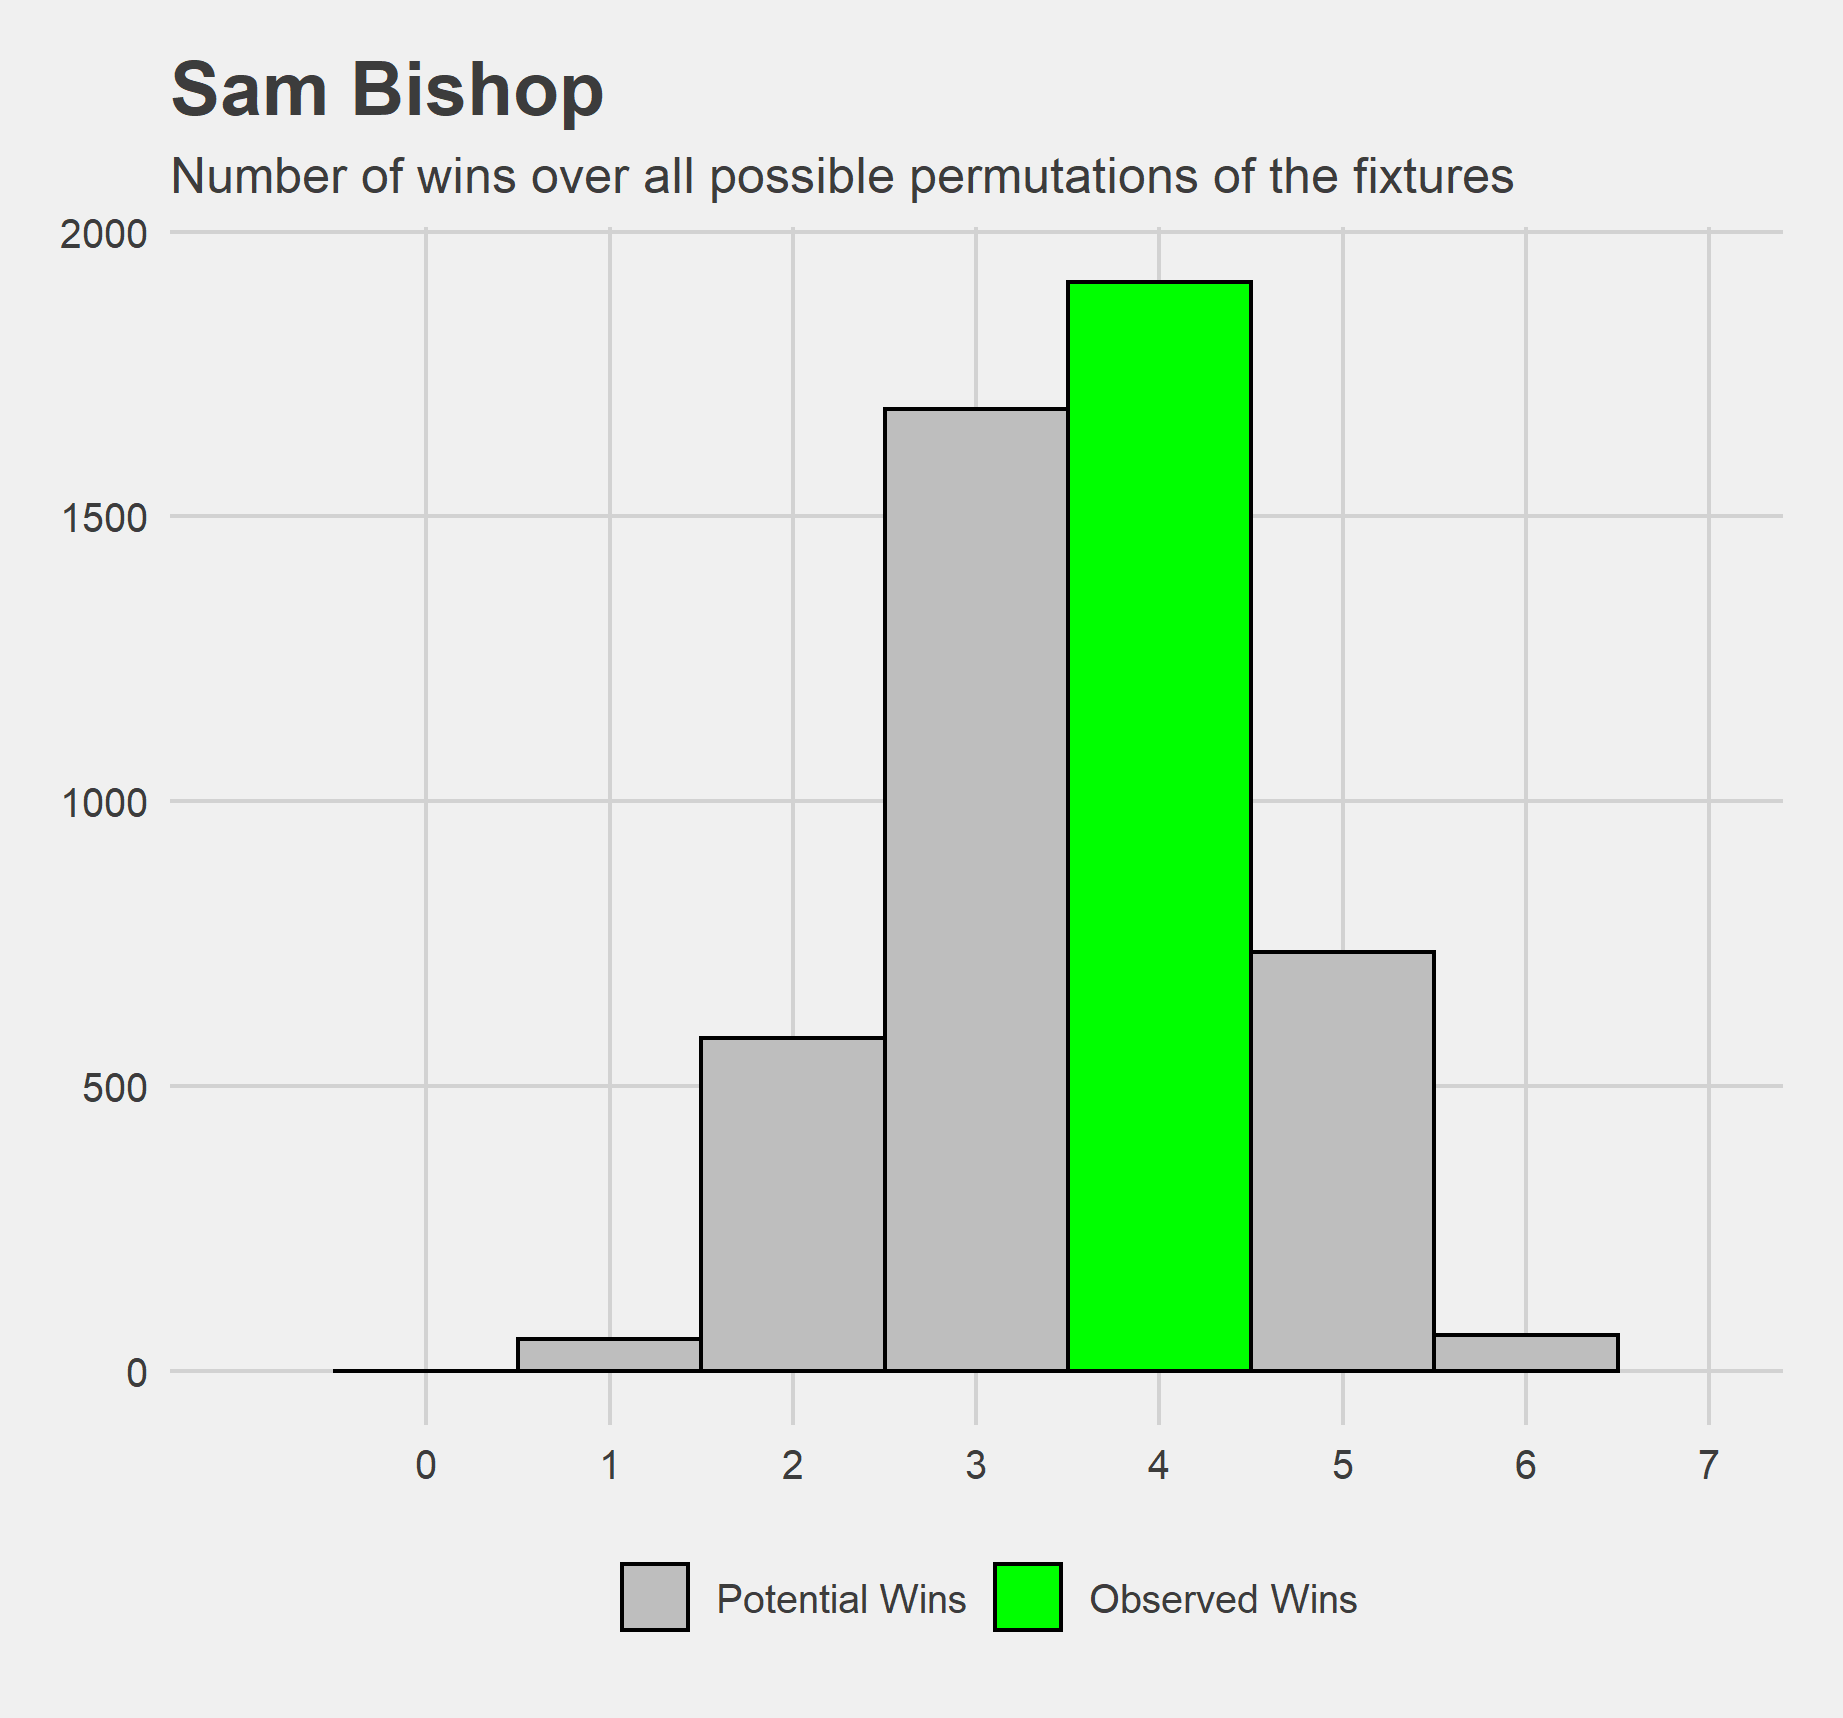 Sam Bishop
Number of wins over all possible permutations of the fixtures
2000
1500
1000
500
0
0 1 2 3 4 5 6 7
Potential Wins Observed Wins